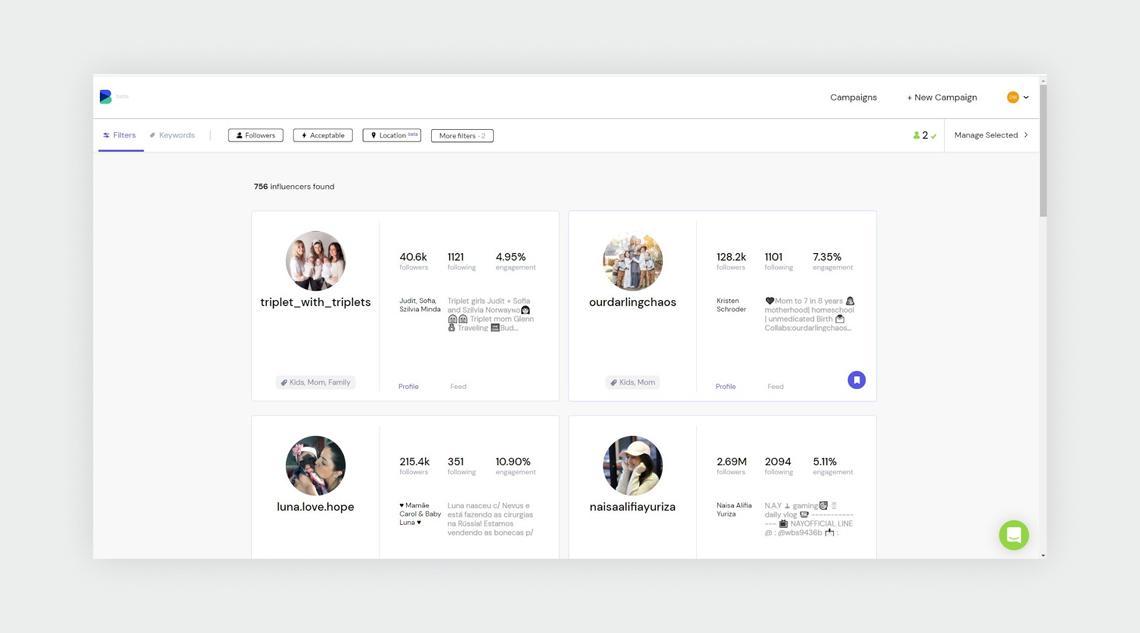 beta
Campaigns
+ New Campaign
Filters
Keywords
Followers
Acceptable
Location beta
More filters · 2
2
Manage Selected
756 influencers found
triplet_with_triplets
Kids, Mom, Family
40.6k
followers
1121
following
4.95%
engagement
Judit, Sofia,
Szilvia Minda
Triplet girls Judit + Sofia
and Szilvia Norway
Triplet mom Glenn
Traveling Bud...
Profile
Feed
ourdarlingchaos
Kids, Mom
128.2k
followers
1101
following
7.35%
engagement
Kristen
Schroder
Mom to 7 in 8 years
motherhood| homeschool
| unmedicated Birth
Collabs:ourdarlingchaos...
Profile
Feed
luna.love.hope
215.4k
followers
351
following
10.90%
engagement
♥ Mamãe
Carol & Baby
Luna ♥
Luna nasceu c/ Nevus e
está fazendo as cirurgias
na Rússia! Estamos
vendendo as bonecas p/
naisaalifiayuriza
2.69M
followers
2094
following
5.11%
engagement
Naisa Alifia
Yuriza
N.A.Y gaming
daily vlog -----------
--- NAYOFFICIAL LINE
@ : @wbs9436b :